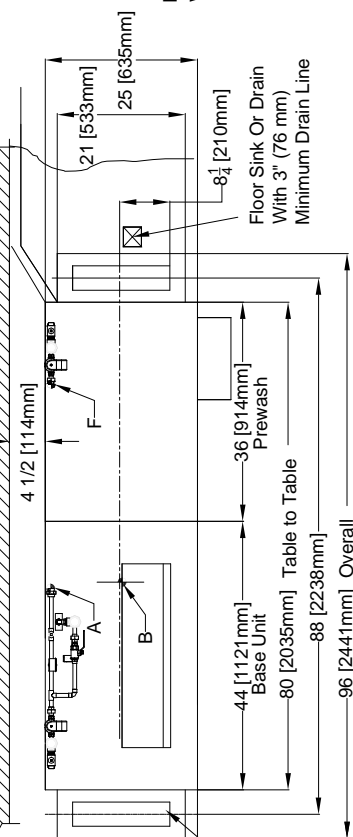 4 1/2 [114mm]
21 [533mm]
25 [635mm]
8 1/4 [210mm]
Floor Sink Or Drain
With 3" (76 mm)
Minimum Drain Line
F
A
B
36 [914mm]
Prewash
44 [1121mm]
Base Unit
80 [2035mm] Table to Table
88 [2238mm]
96 [2441mm] Overall